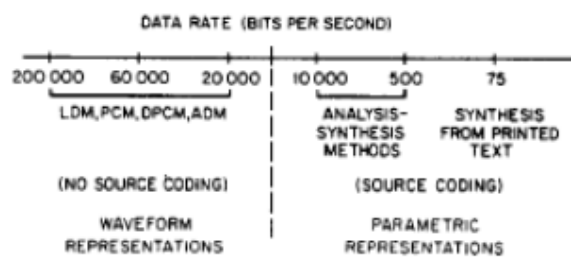 DATA RATE (BITS PER SECOND)
200 000 60 000 20 000 10 000 500 75
LDM, PCM, DPCM, ADM
ANALYSIS-
SYNTHESIS
METHODS
SYNTHESIS
FROM PRINTED
TEXT
(NO SOURCE CODING)
(SOURCE CODING)
WAVEFORM
REPRESENTATIONS
PARAMETRIC
REPRESENTATIONS